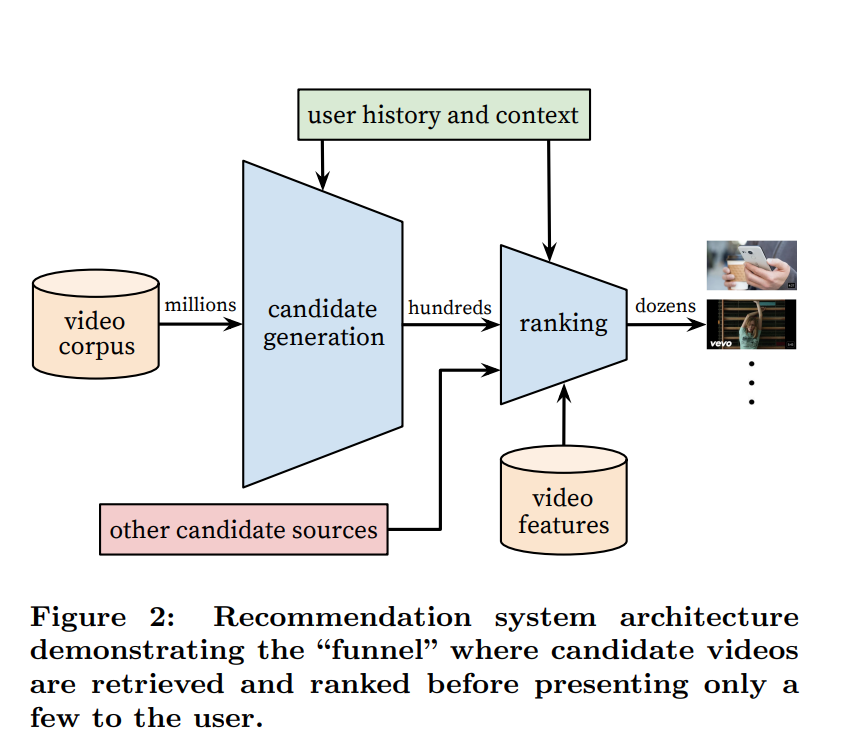 user history and context
millions
video
corpus
candidate
generation
hundreds
ranking
dozens
vevo
other candidate sources
video
features
Figure 2: Recommendation system architecture
demonstrating the “funnel” where candidate videos
are retrieved and ranked before presenting only a
few to the user.